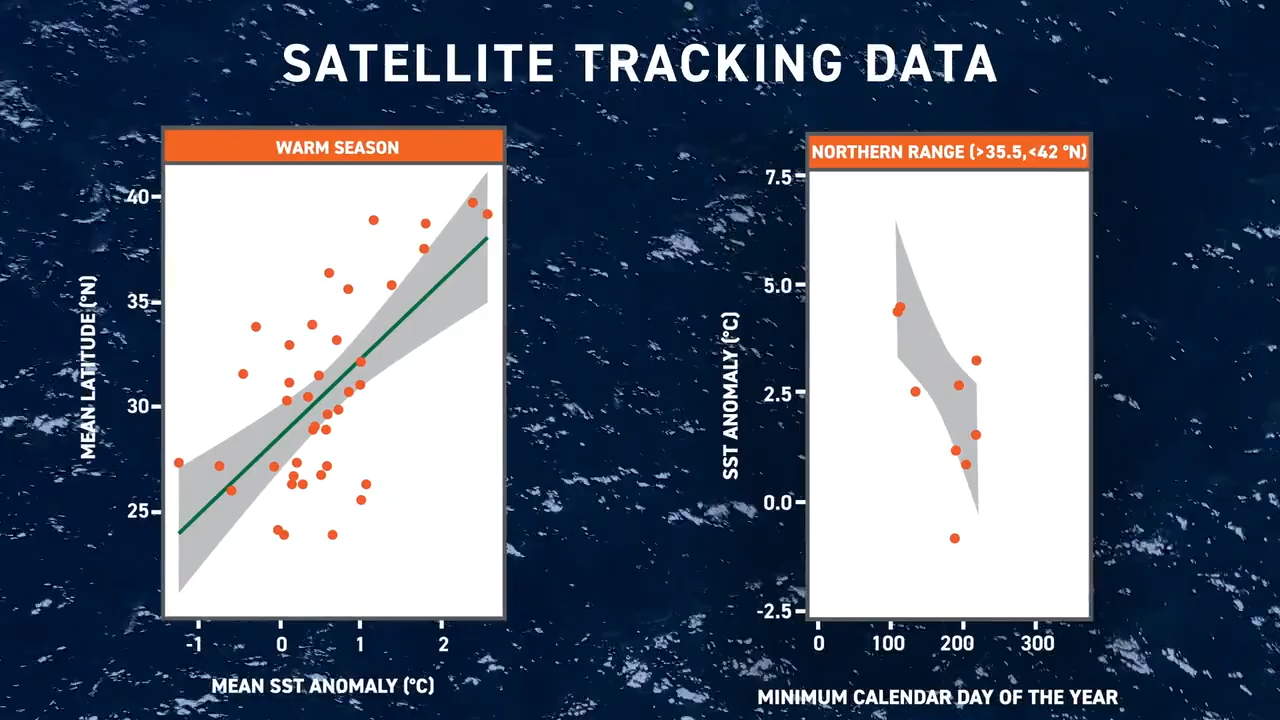 SATELLITE TRACKING DATA
WARM SEASON
40
35
30
25
MEAN LATITUDE (°N)
-1 0 1 2
MEAN SST ANOMALY (°C)
NORTHERN RANGE (>35.5,<42 °N)
7.5
5.0
2.5
0.0
-2.5
SST ANOMALY (°C)
0 100 200 300
MINIMUM CALENDAR DAY OF THE YEAR